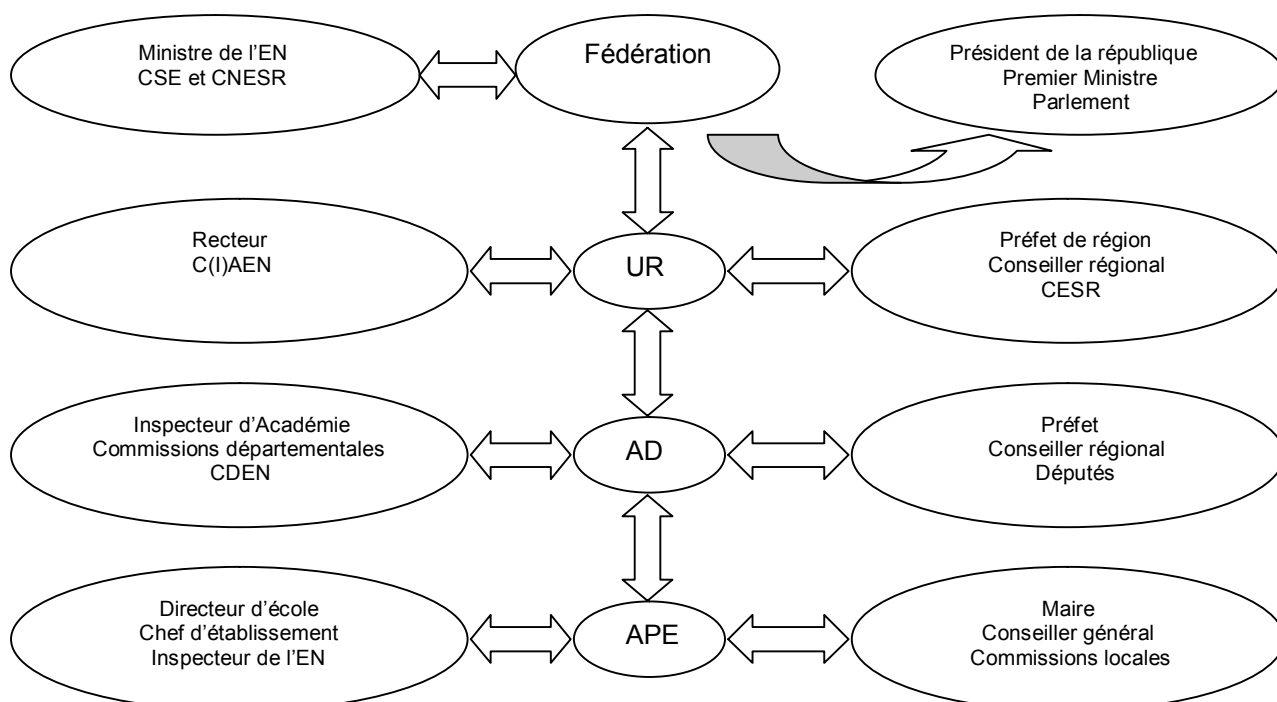 Ministre de l’EN
CSE et CNESR
Fédération
Président de la république
Premier Ministre
Parlement
Recteur
C(I)AEN
UR
Préfet de région
Conseiller régional
CESR
Inspecteur d’Académie
Commissions départementales
CDEN
AD
Préfet
Conseiller régional
Députés
Directeur d’école
Chef d’établissement
Inspecteur de l’EN
APE
Maire
Conseiller général
Commissions locales